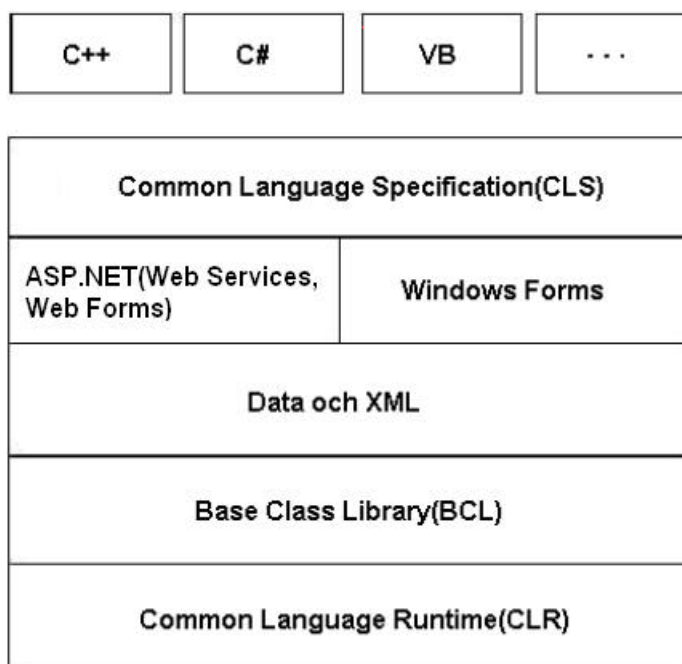 C++
C#
VB
...
Common Language Specification(CLS)
ASP.NET(Web Services,
Web Forms)
Windows Forms
Data och XML
Base Class Library(BCL)
Common Language Runtime(CLR)